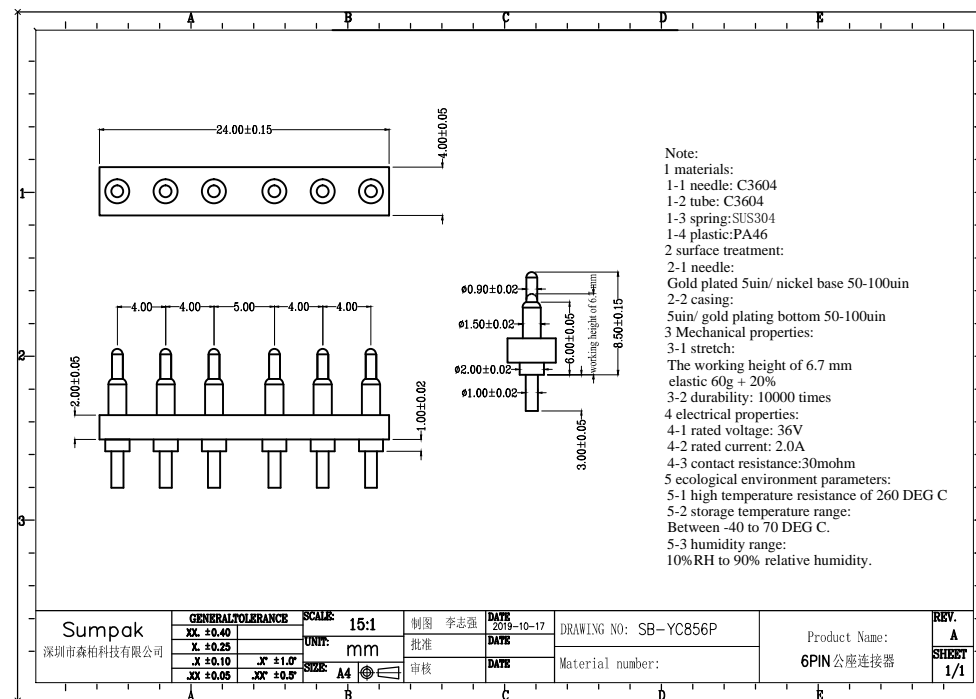 A B C D E
1
2
3
24.00±0.15
4.00±0.05
4.00 4.00 5.00 4.00 4.00
2.00±0.05
1.00±0.02
ø0.90±0.02
ø1.50±0.02
ø2.00±0.02
ø1.00±0.02
6.00±0.05
working height of 6.7 mm
8.50±0.15
3.00±0.05
Note:
1 materials:
1-1 needle: C3604
1-2 tube: C3604
1-3 spring:SUS304
1-4 plastic:PA46
2 surface treatment:
2-1 needle:
Gold plated 5uin/ nickel base 50-100uin
2-2 casing:
5uin/ gold plating bottom 50-100uin
3 Mechanical properties:
3-1 stretch:
The working height of 6.7 mm
elastic 60g + 20%
3-2 durability: 10000 times
4 electrical properties:
4-1 rated voltage: 36V
4-2 rated current: 2.0A
4-3 contact resistance:30mohm
5 ecological environment parameters:
5-1 high temperature resistance of 260 DEG C
5-2 storage temperature range:
Between -40 to 70 DEG C.
5-3 humidity range:
10%RH to 90% relative humidity.
Sumpak
深圳市森柏科技有限公司
GENERALTOLERANCE
XX. ±0.40
X. ±0.25
.X ±0.10 .X° ±1.0°
.XX ±0.05 .XX° ±0.5°
SCALE: 15:1
UNIT: mm
SIZE: A4
制图 李志强 DATE 2019-10-17
批准 DATE
审核 DATE
DRAWING NO: SB-YC856P
Material number:
Product Name:
6PIN公座连接器
REV.
A
SHEET
1/1
A B C D E